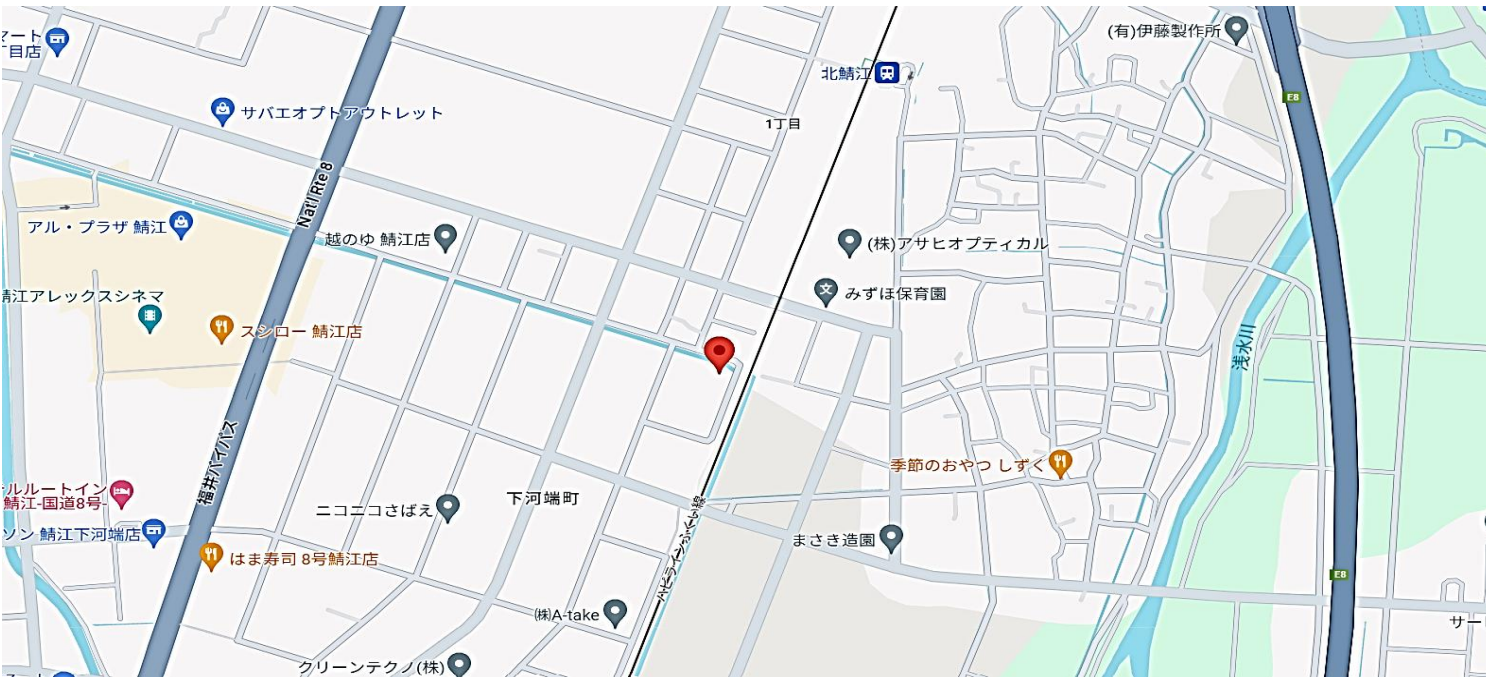 マート
丁目店
(有)伊藤製作所
北鯖江
E8
サバエオプトアウトレット
1丁目
Nat'l Rte 8
アル・プラザ 鯖江
越のゆ 鯖江店
(株)アサヒオプティカル
みずほ保育園
鯖江アレックスシネマ
スシロー 鯖江店
浅水川
福井バイパス
季節のおやつ しずく
ルルートイン
鯖江-国道8号-
ニコニコさばえ
下河端町
ソン 鯖江下河端店
まさき造園
はま寿司 8号鯖江店
E8
㈱A-take
サー
クリーンテクノ(株)